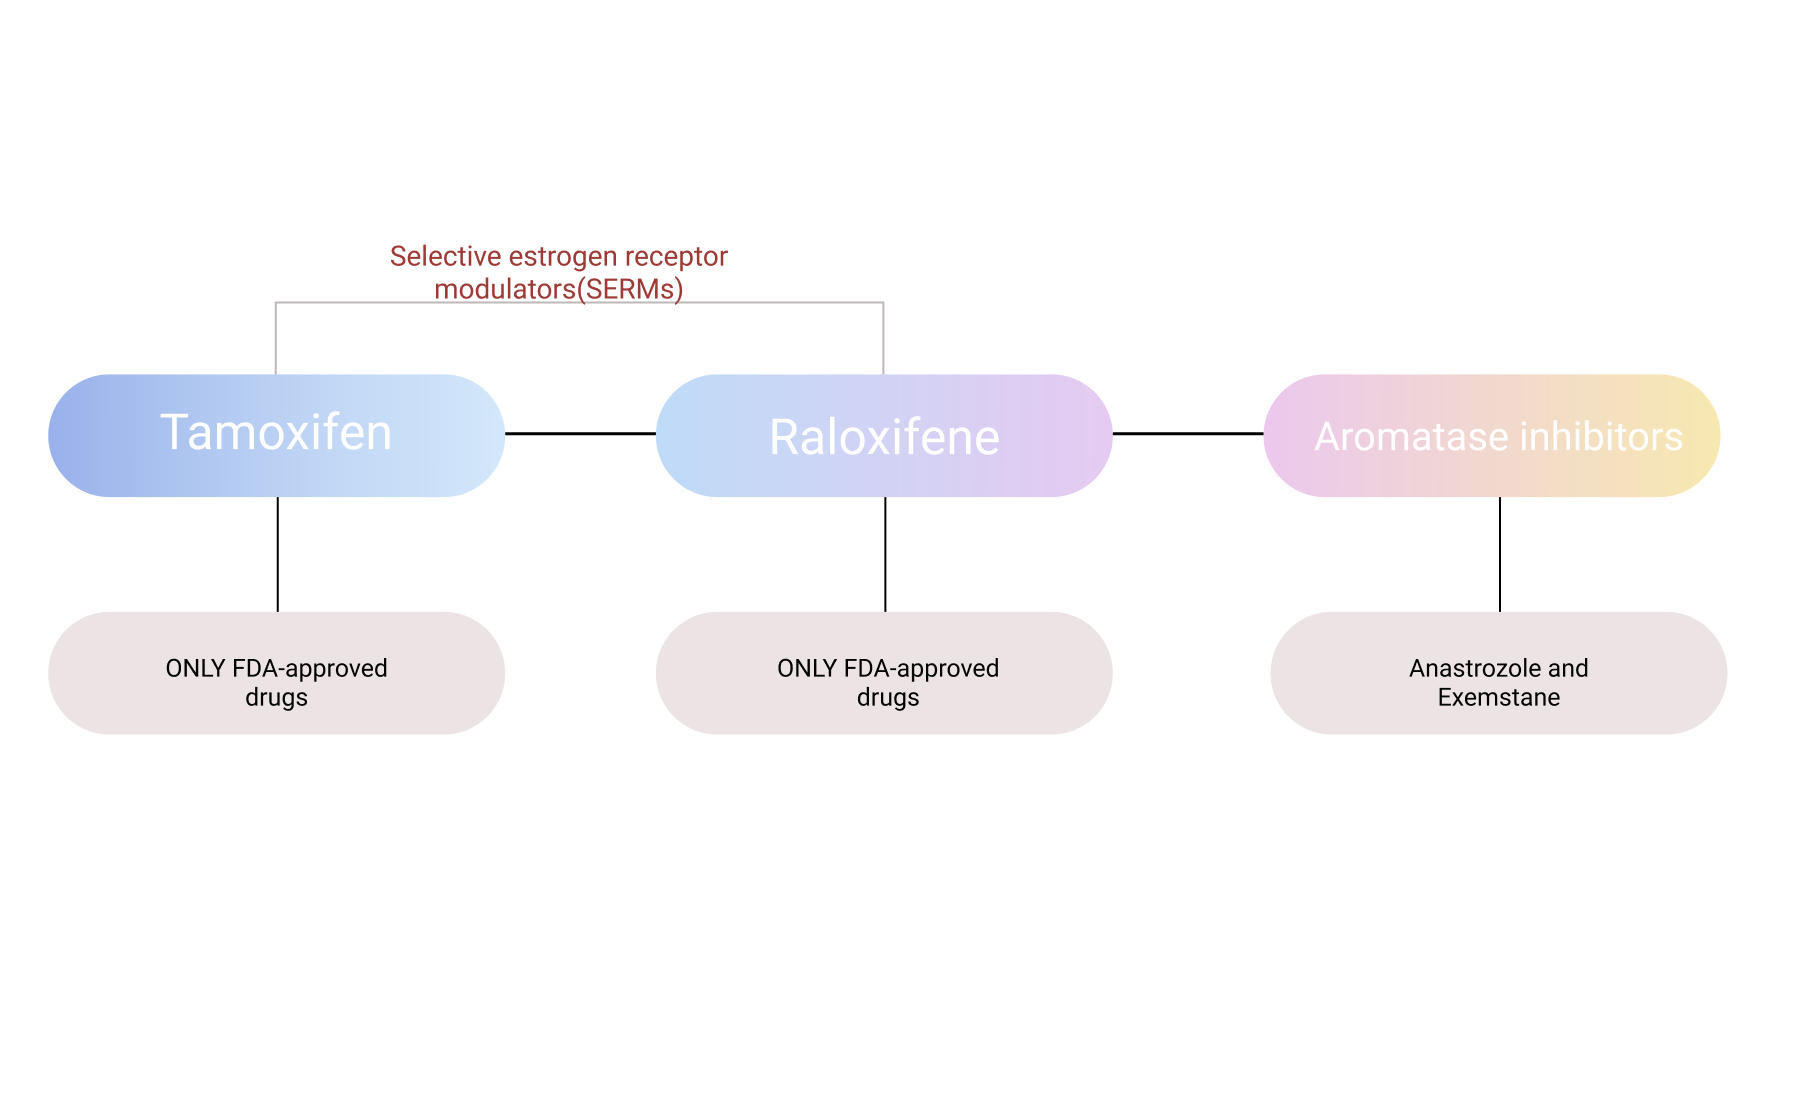 Selective estrogen receptor
modulators(SERMs)
Tamoxifen
Raloxifene
Aromatase inhibitors
ONLY FDA-approved
drugs
ONLY FDA-approved
drugs
Anastrozole and
Exemstane